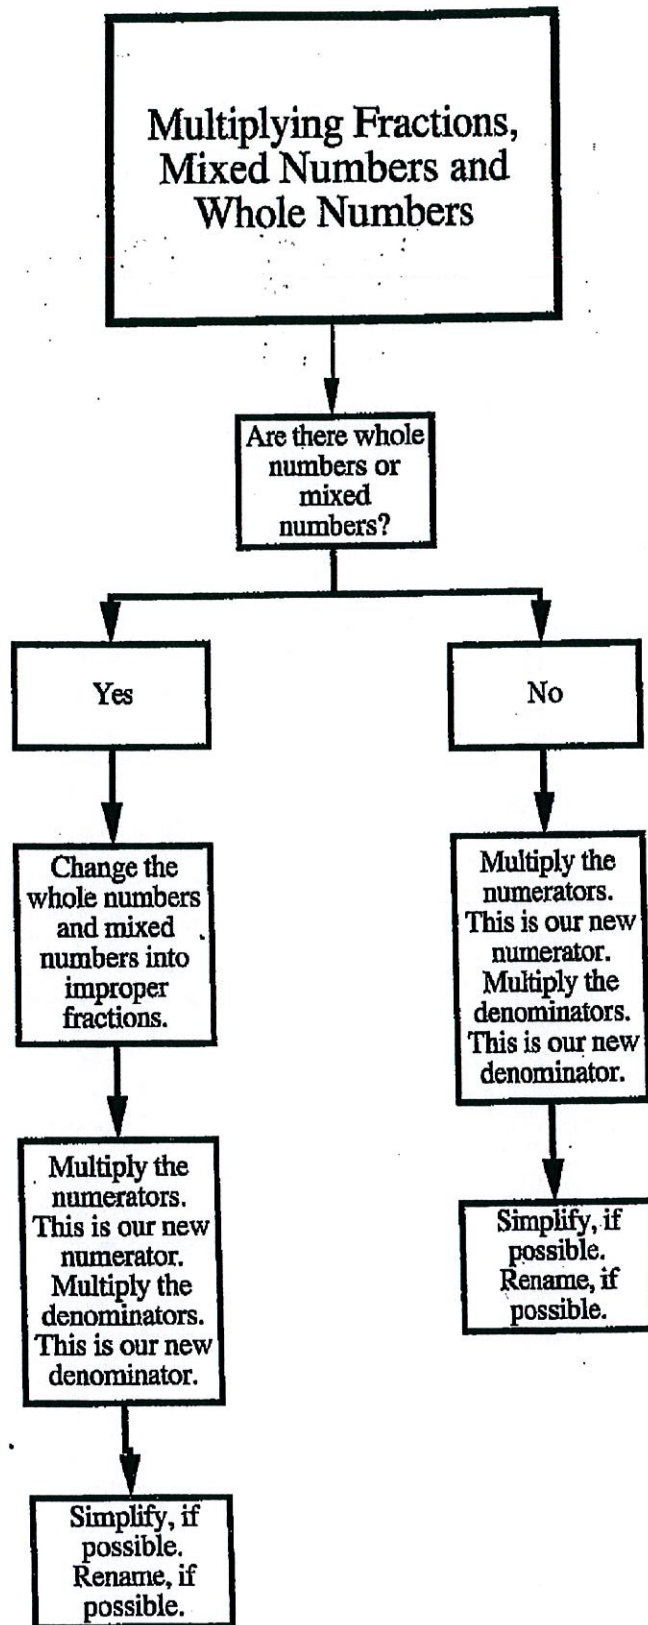 Multiplying Fractions,
Mixed Numbers and
Whole Numbers
Are there whole
numbers or
mixed
numbers?
Yes
No
Change the
whole numbers
and mixed
numbers into
improper
fractions.
Multiply the
numerators.
This is our new
numerator.
Multiply the
denominators.
This is our new
denominator.
Multiply the
numerators.
This is our new
numerator.
Multiply the
denominators.
This is our new
denominator.
Simplify, if
possible.
Rename, if
possible.
Simplify, if
possible.
Rename, if
possible.